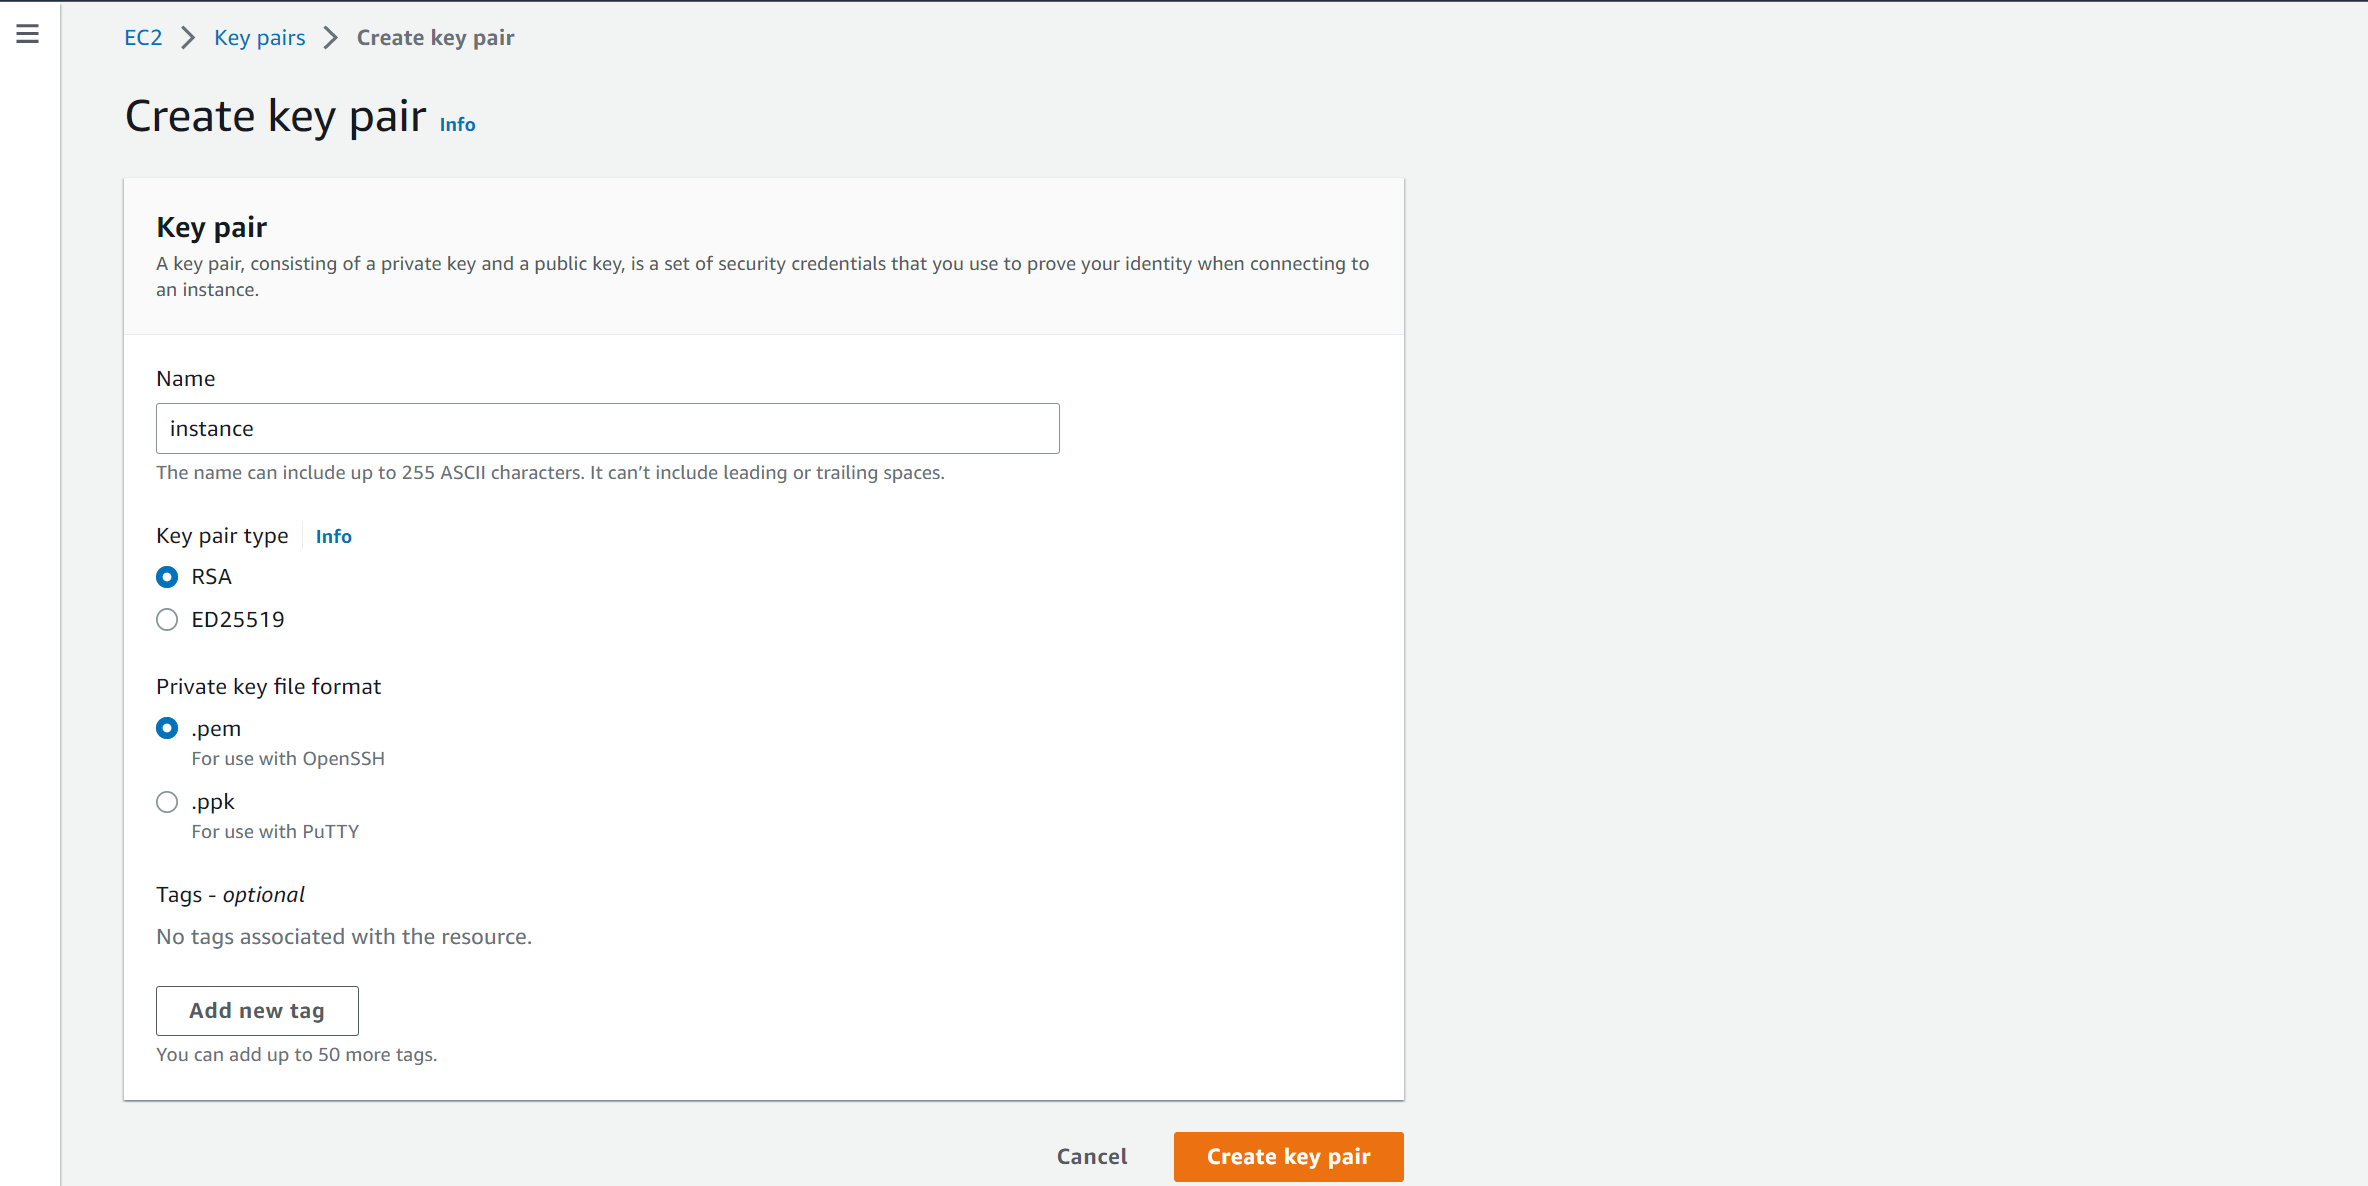 EC2 Key pairs Create key pair
Create key pair Info
Key pair
A key pair, consisting of a private key and a public key, is a set of security credentials that you use to prove your identity when connecting to
an instance.
Name
instance
The name can include up to 255 ASCII characters. It can’t include leading or trailing spaces.
Key pair type Info
RSA
ED25519
Private key file format
.pem
For use with OpenSSH
.ppk
For use with PuTTY
Tags - optional
No tags associated with the resource.
Add new tag
You can add up to 50 more tags.
Cancel Create key pair